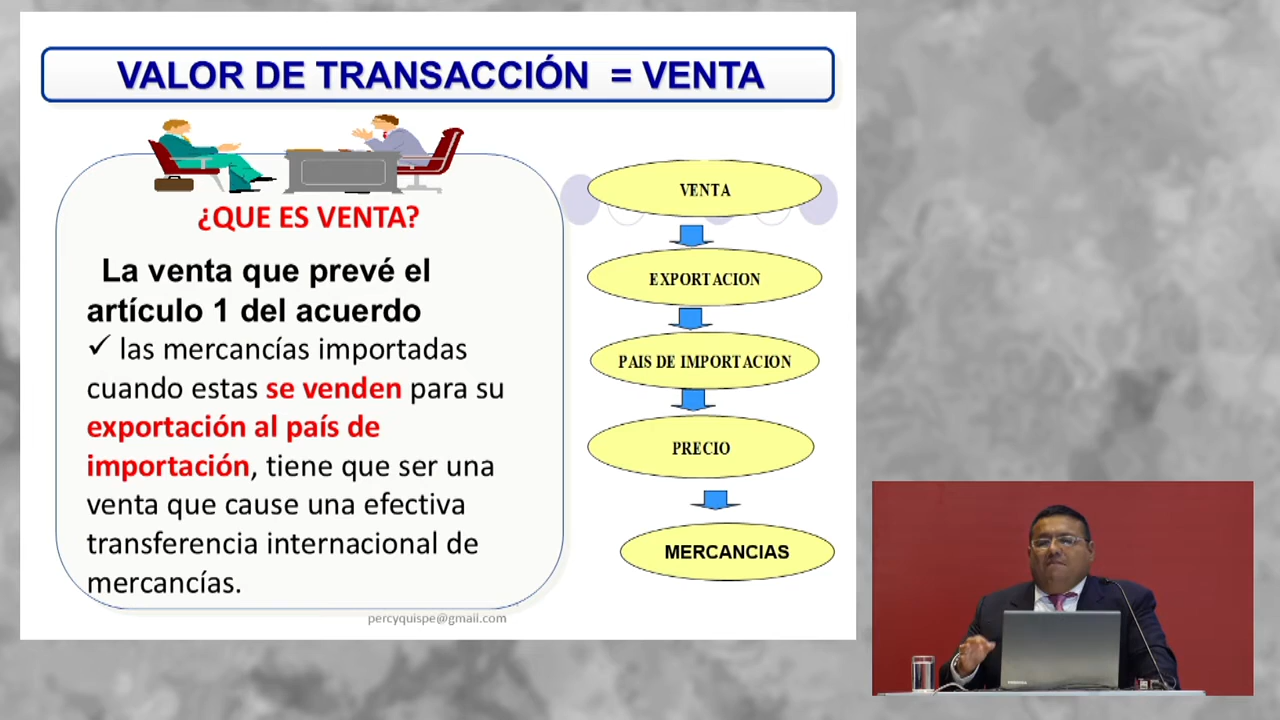 VALOR DE TRANSACCIÓN = VENTA
¿QUE ES VENTA?
La venta que prevé el
artículo 1 del acuerdo
✓ las mercancías importadas
cuando estas se venden para su
exportación al país de
importación, tiene que ser una
venta que cause una efectiva
transferencia internacional de
mercancías.
VENTA
EXPORTACION
PAIS DE IMPORTACION
PRECIO
MERCANCIAS
percyquispe@gmail.com